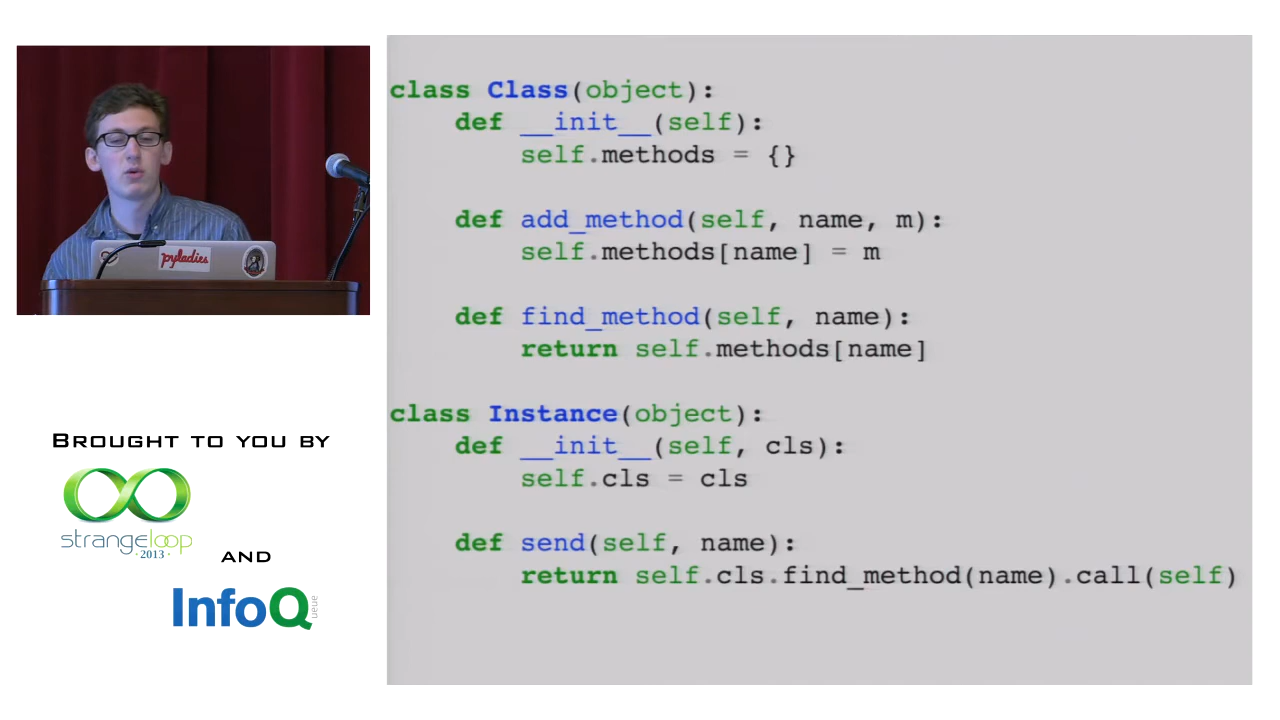 pyladies
BROUGHT TO YOU BY
strangeloop
· 2013 ·
AND
InfoQ
ueue
class Class(object):
    def __init__(self):
        self.methods = {}
    def add_method(self, name, m):
        self.methods[name] = m
    def find_method(self, name):
        return self.methods[name]
class Instance(object):
    def __init__(self, cls):
        self.cls = cls
    def send(self, name):
        return self.cls.find_method(name).call(self)